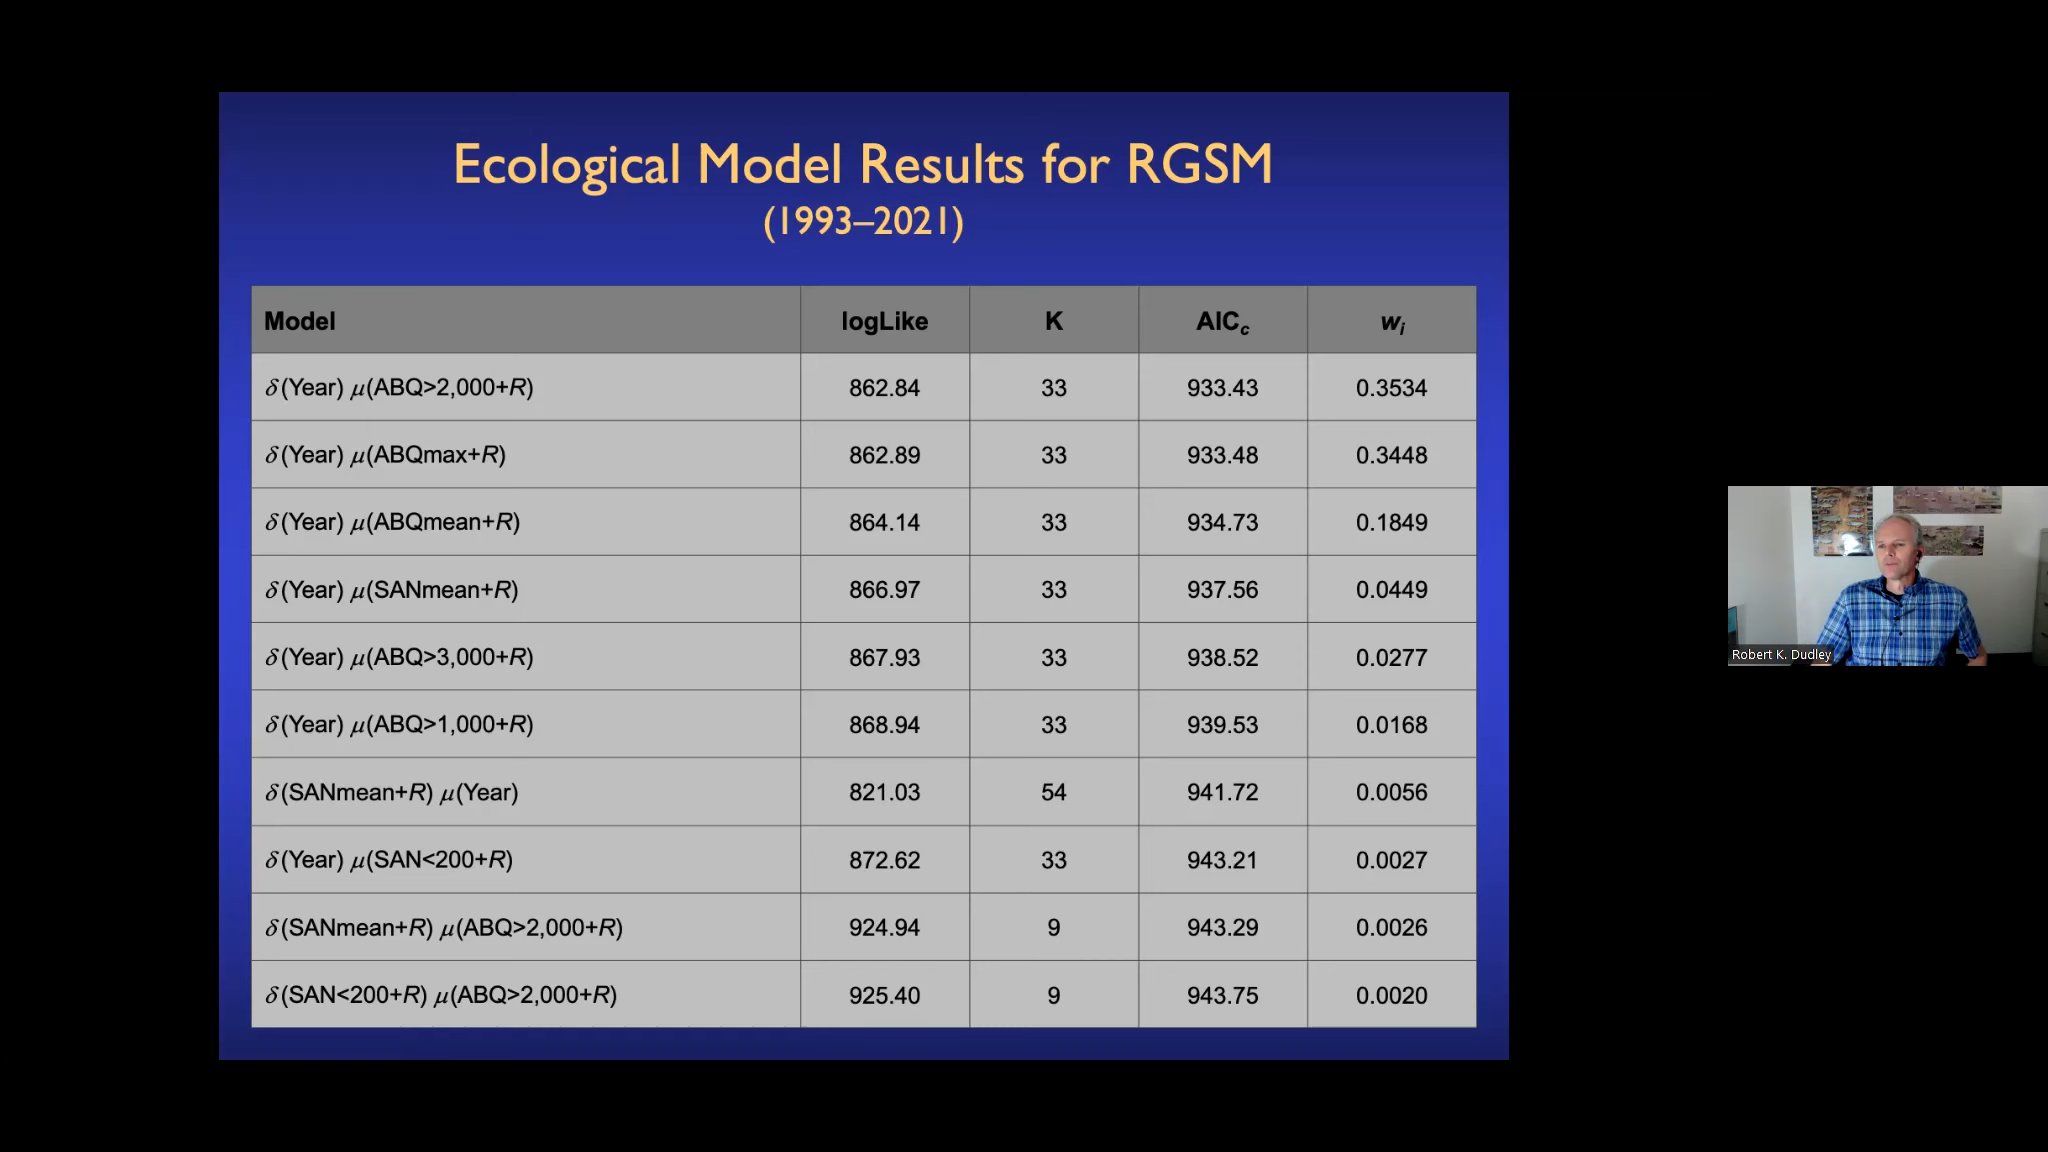 Ecological Model Results for RGSM
(1993–2021)
Model logLike K AICc wi
δ(Year) μ(ABQ>2,000+R) 862.84 33 933.43 0.3534
δ(Year) μ(ABQmax+R) 862.89 33 933.48 0.3448
δ(Year) μ(ABQmean+R) 864.14 33 934.73 0.1849
δ(Year) μ(SANmean+R) 866.97 33 937.56 0.0449
δ(Year) μ(ABQ>3,000+R) 867.93 33 938.52 0.0277
δ(Year) μ(ABQ>1,000+R) 868.94 33 939.53 0.0168
δ(SANmean+R) μ(Year) 821.03 54 941.72 0.0056
δ(Year) μ(SAN<200+R) 872.62 33 943.21 0.0027
δ(SANmean+R) μ(ABQ>2,000+R) 924.94 9 943.29 0.0026
δ(SAN<200+R) μ(ABQ>2,000+R) 925.40 9 943.75 0.0020
Robert K. Dudley